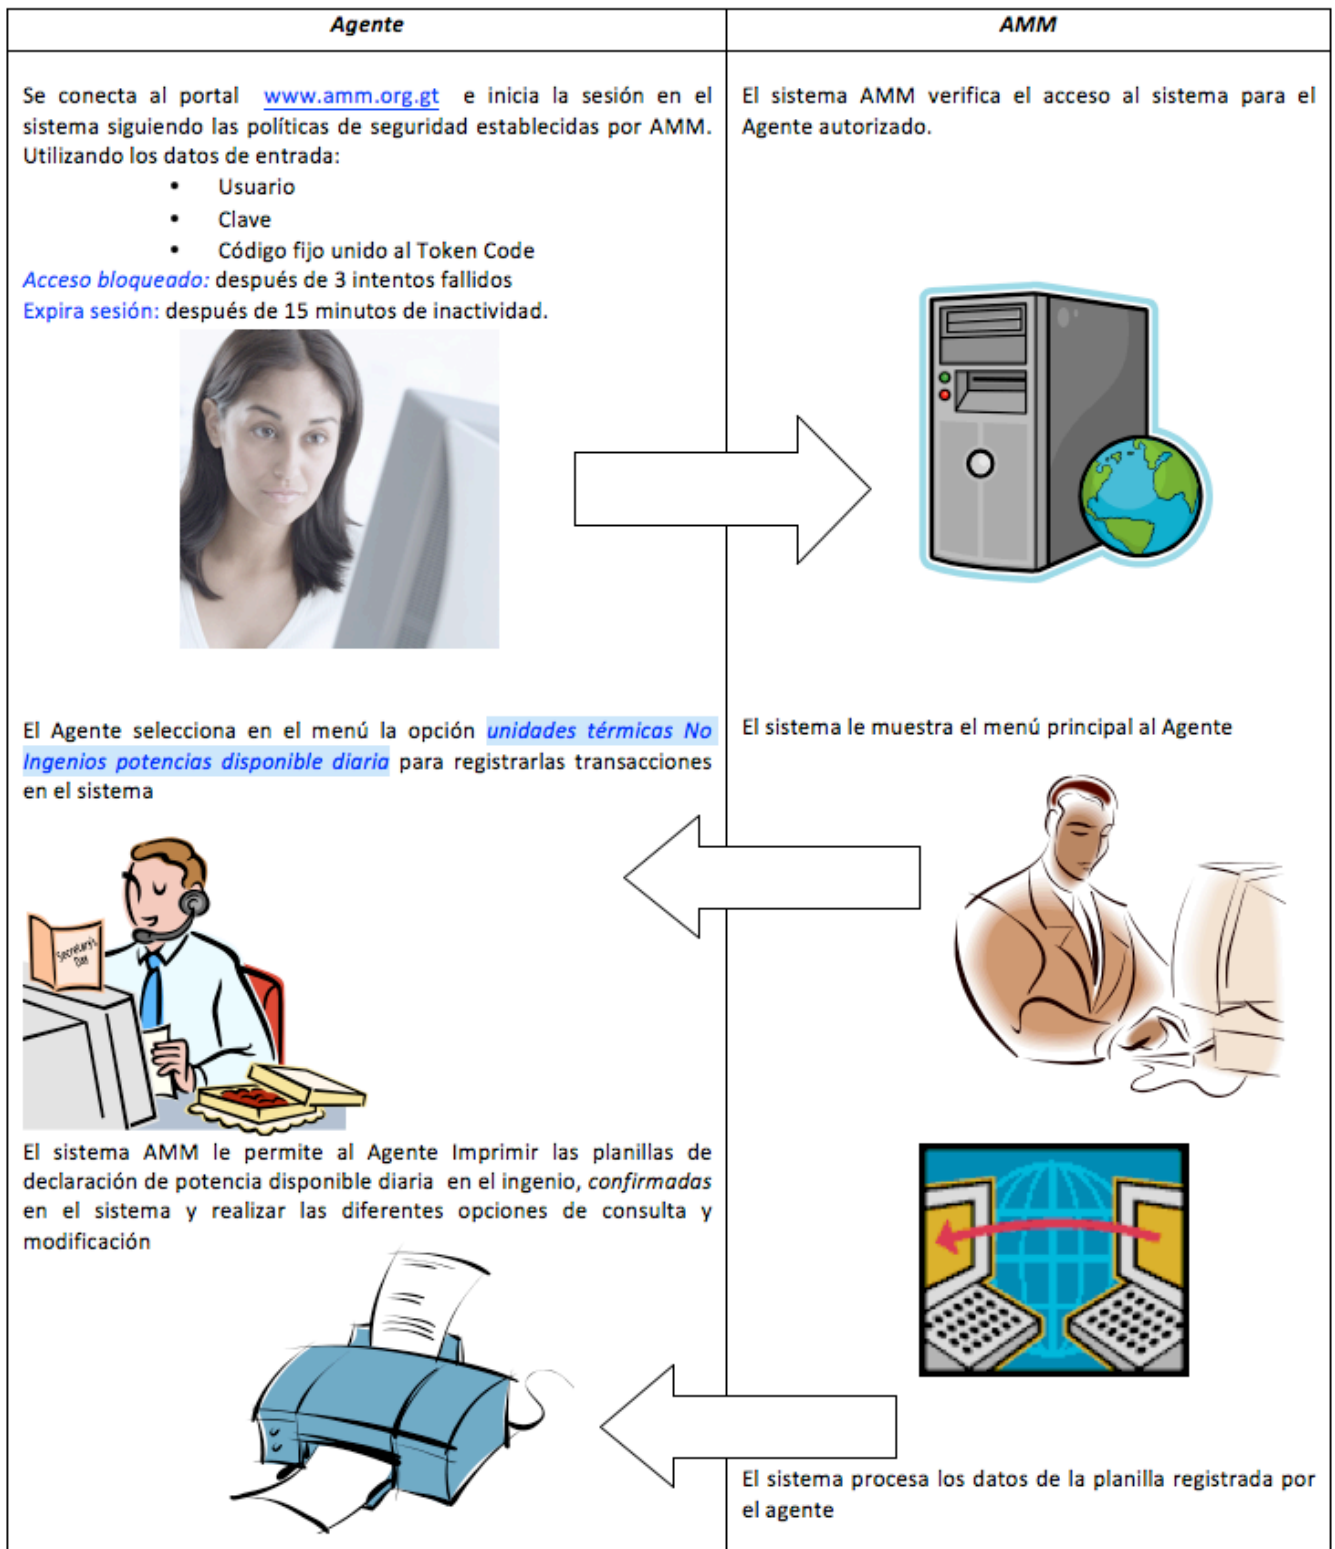 Agente
AMM
Se conecta al portal www.amm.org.gt e inicia la sesión en el
sistema siguiendo las políticas de seguridad establecidas por AMM.
Utilizando los datos de entrada:
• Usuario
• Clave
• Código fijo unido al Token Code
Acceso bloqueado: después de 3 intentos fallidos
Expira sesión: después de 15 minutos de inactividad.
El sistema AMM verifica el acceso al sistema para el
Agente autorizado.
El Agente selecciona en el menú la opción unidades térmicas No
Ingenios potencias disponible diaria para registrarlas transacciones
en el sistema
El sistema le muestra el menú principal al Agente
Secretary's
Day
El sistema AMM le permite al Agente Imprimir las planillas de
declaración de potencia disponible diaria en el ingenio, confirmadas
en el sistema y realizar las diferentes opciones de consulta y
modificación
El sistema procesa los datos de la planilla registrada por
el agente